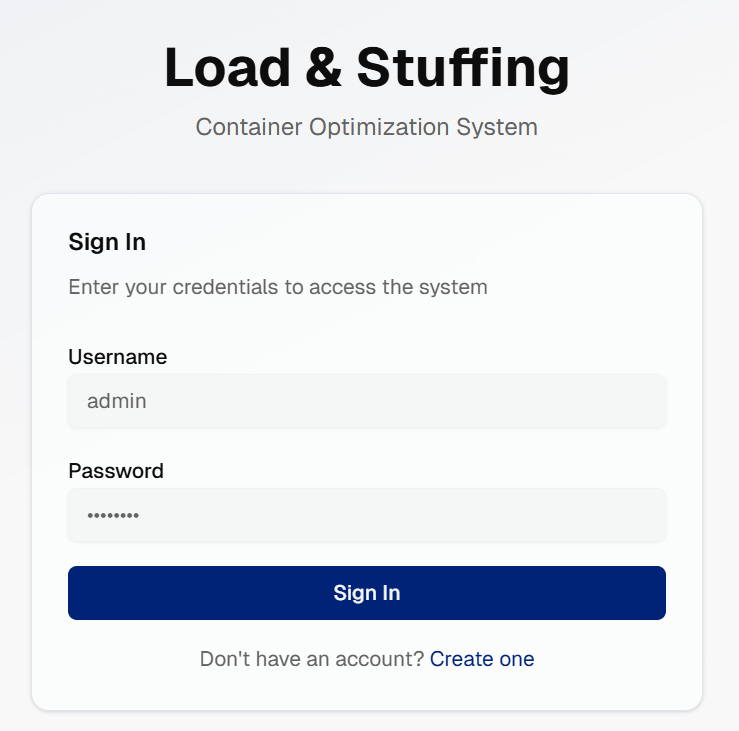 Load & Stuffing
Container Optimization System
Sign In
Enter your credentials to access the system
Username
admin
Password
••••••••
Sign In
Don't have an account? Create one